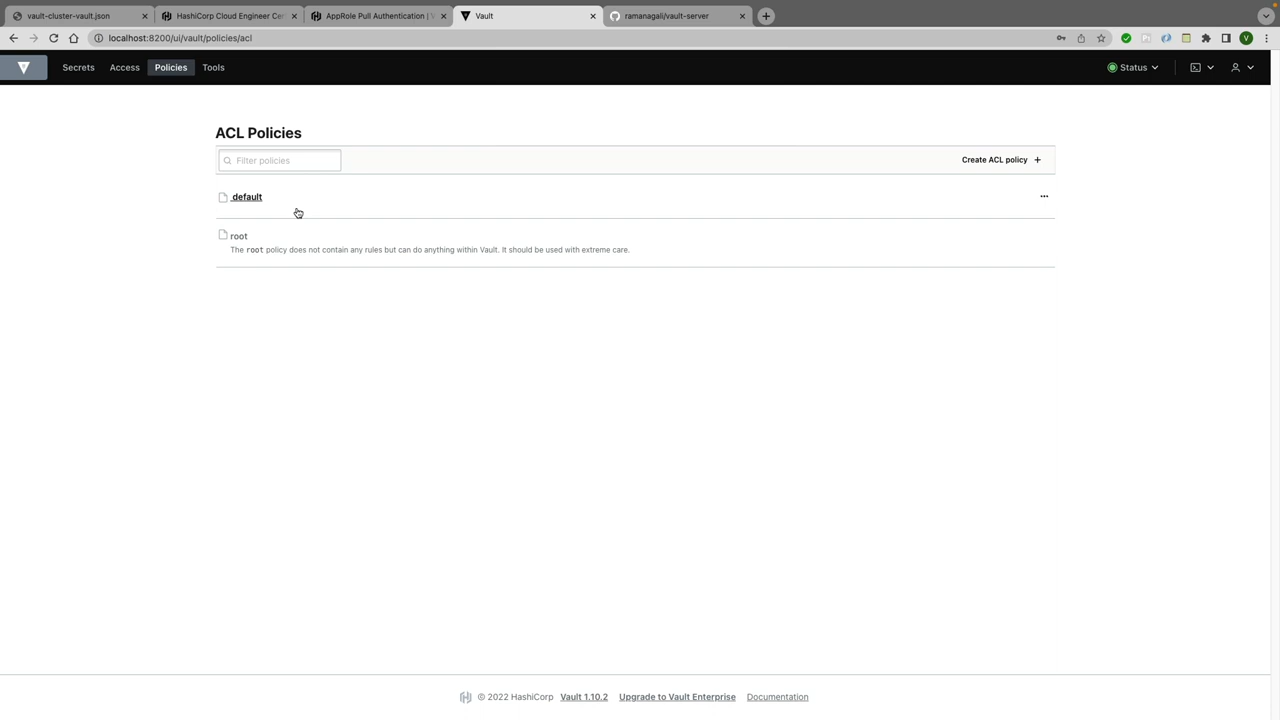 vault-cluster-vault.json
HashiCorp Cloud Engineer Cer
AppRole Pull Authentication | V
Vault
ramanagali/vault-server
localhost:8200/ui/vault/policies/acl
V
Secrets Access Policies Tools
Status
ACL Policies
Filter policies
Create ACL policy +
default
root
The root policy does not contain any rules but can do anything within Vault. It should be used with extreme care.
© 2022 HashiCorp Vault 1.10.2 Upgrade to Vault Enterprise Documentation